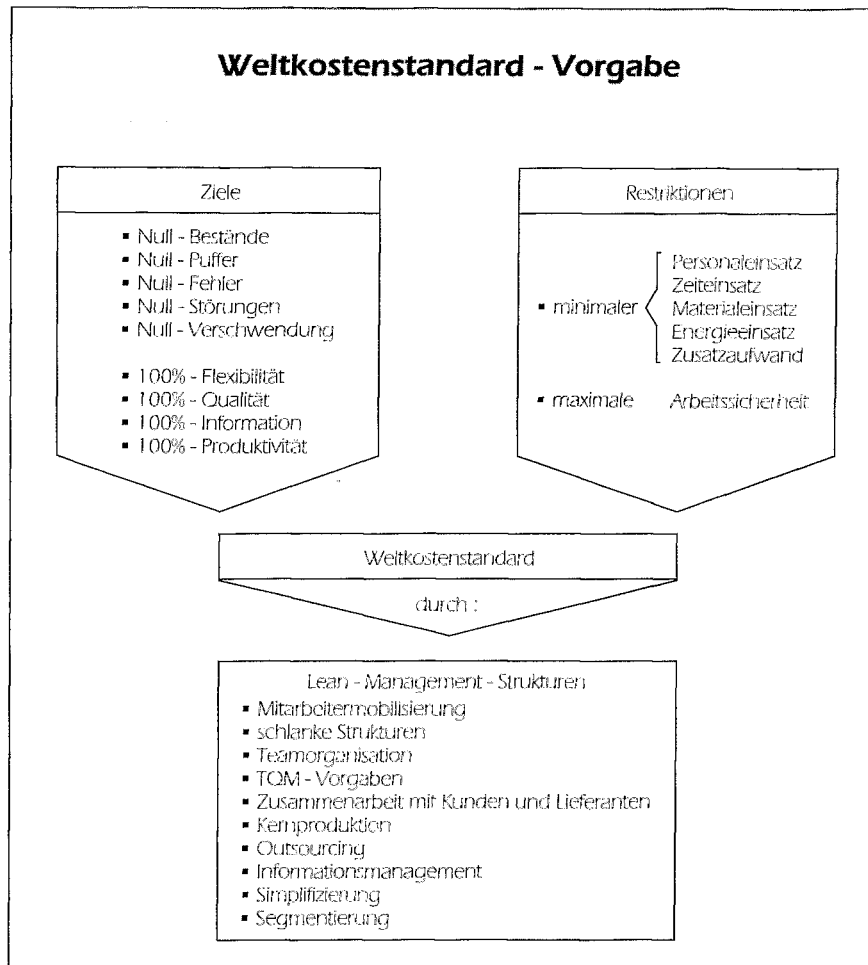 Weltkostenstandard - Vorgabe
Ziele
▪ Null - Bestände
▪ Null - Puffer
▪ Null - Fehler
▪ Null - Störungen
▪ Null - Verschwendung
▪ 100% - Flexibilität
▪ 100% - Qualität
▪ 100% - Information
▪ 100% - Produktivität
Restriktionen
▪ minimaler
Personaleinsatz
Zeiteinsatz
Materialeinsatz
Energieeinsatz
Zusatzaufwand
▪ maximale Arbeitssicherheit
Weltkostenstandard
durch :
Lean - Management - Strukturen
▪ Mitarbeitermobilisierung
▪ schlanke Strukturen
▪ Teamorganisation
▪ TQM - Vorgaben
▪ Zusammenarbeit mit Kunden und Lieferanten
▪ Kernproduktion
▪ Outsourcing
▪ Informationsmanagement
▪ Simplifizierung
▪ Segmentierung